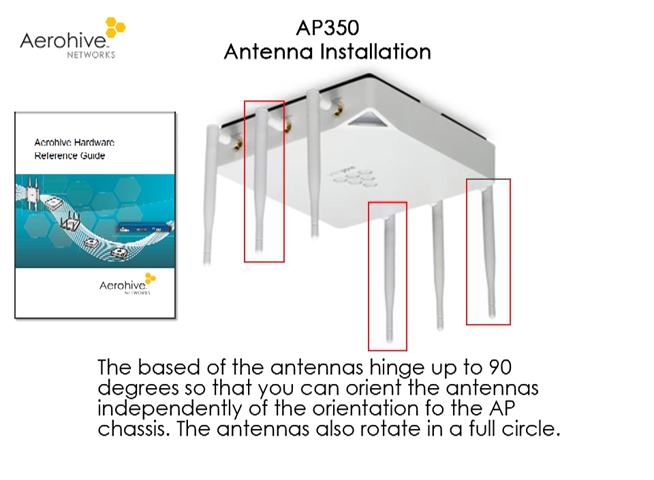 Aerohive
NETWORKS
AP350
Antenna Installation
Aerohive Hardware
Reference Guide
Aerohive
NETWORKS
The based of the antennas hinge up to 90
degrees so that you can orient the antennas
independently of the orientation fo the AP
chassis. The antennas also rotate in a full circle.